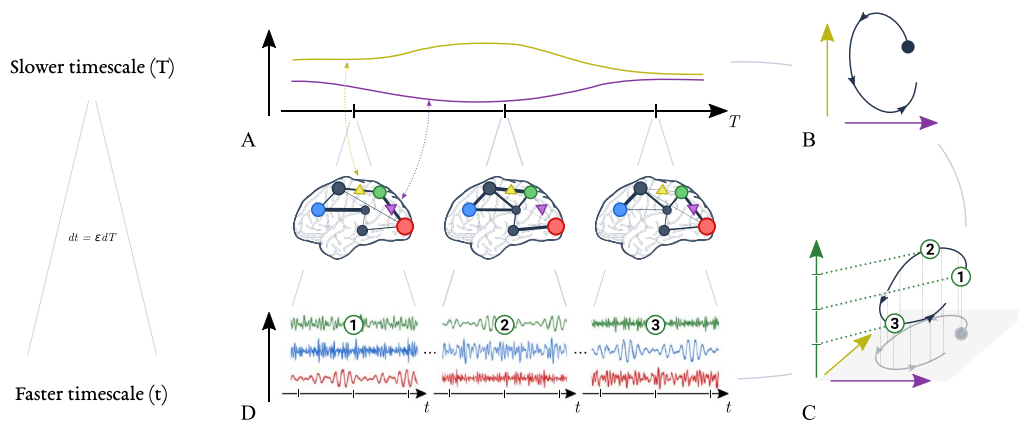 Slower timescale (T)
dt = εdT
Faster timescale (t)
A
T
B
D
1
2
3
...
...
t
t
t
2
1
3
C